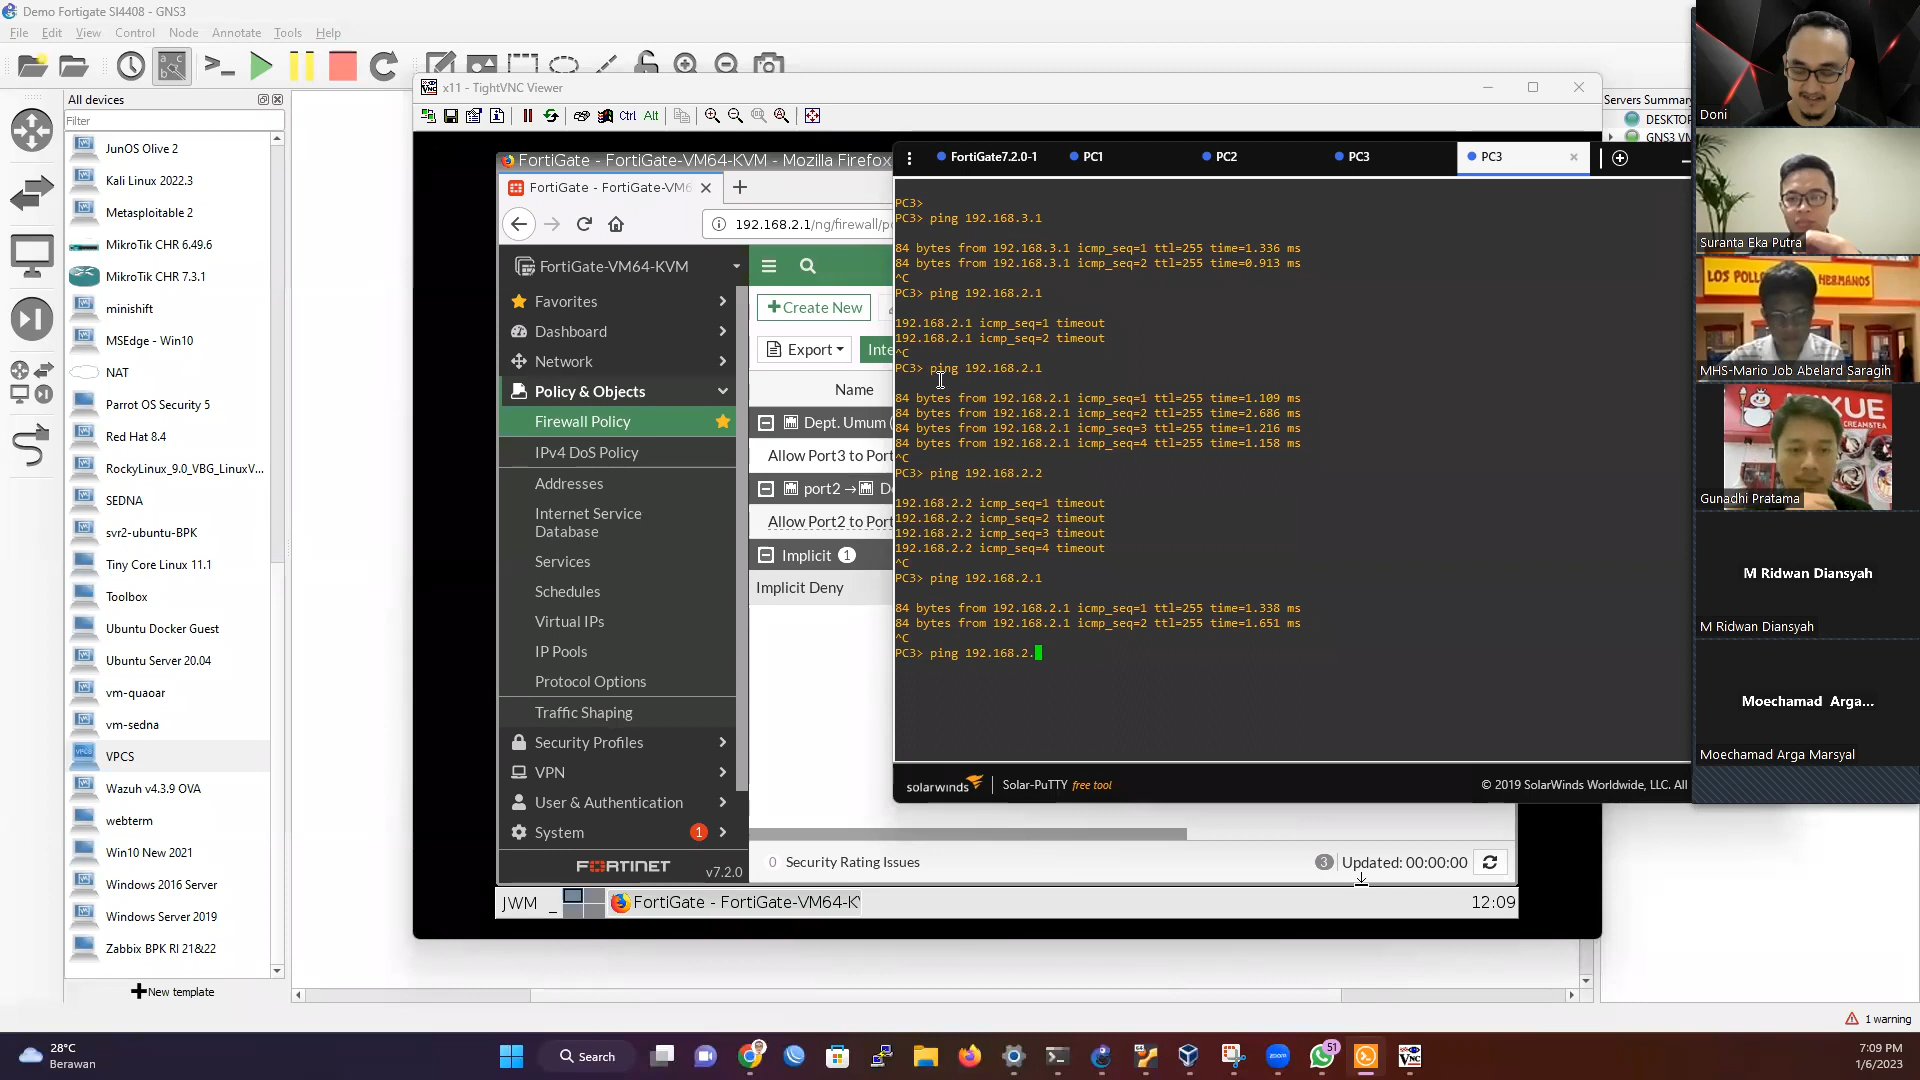 Demo Fortigate SI4408 - GNS3
File Edit View Control Node Annotate Tools Help
All devices
Filter
JunOS Olive 2
Kali Linux 2022.3
Metasploitable 2
MikroTik CHR 6.49.6
MikroTik CHR 7.3.1
minishift
MSEdge - Win10
NAT
Parrot OS Security 5
Red Hat 8.4
RockyLinux_9.0_VBG_LinuxV...
SEDNA
svr2-ubuntu-BPK
Tiny Core Linux 11.1
Toolbox
Ubuntu Docker Guest
Ubuntu Server 20.04
vm-quaoar
vm-sedna
VPCS
Wazuh v4.3.9 OVA
webterm
Win10 New 2021
Windows 2016 Server
Windows Server 2019
Zabbix BPK RI 21&22
New template
x11 - TightVNC Viewer
Ctrl Alt
FortiGate - FortiGate-VM64-KVM - Mozilla Firefox
FortiGate - FortiGate-VM6
192.168.2.1/ng/firewall/po
FortiGate-VM64-KVM
Favorites
Dashboard
Network
Policy & Objects
Firewall Policy
IPv4 DoS Policy
Addresses
Internet Service
Database
Services
Schedules
Virtual IPs
IP Pools
Protocol Options
Traffic Shaping
Security Profiles
VPN
User & Authentication
System 1
FORTINET v7.2.0
Create New
Export Inte
Name
Dept. Umum (
Allow Port3 to Port
port2 → De
Allow Port2 to Port
Implicit 1
Implicit Deny
0 Security Rating Issues
3 Updated: 00:00:00
JWM _ FortiGate - FortiGate-VM64-KV
12:09
FortiGate7.2.0-1 PC1 PC2 PC3 PC3
PC3>
PC3> ping 192.168.3.1
84 bytes from 192.168.3.1 icmp_seq=1 ttl=255 time=1.336 ms
84 bytes from 192.168.3.1 icmp_seq=2 ttl=255 time=0.913 ms
^C
PC3> ping 192.168.2.1
192.168.2.1 icmp_seq=1 timeout
192.168.2.1 icmp_seq=2 timeout
^C
PC3> ping 192.168.2.1
84 bytes from 192.168.2.1 icmp_seq=1 ttl=255 time=1.109 ms
84 bytes from 192.168.2.1 icmp_seq=2 ttl=255 time=2.686 ms
84 bytes from 192.168.2.1 icmp_seq=3 ttl=255 time=1.216 ms
84 bytes from 192.168.2.1 icmp_seq=4 ttl=255 time=1.158 ms
^C
PC3> ping 192.168.2.2
192.168.2.2 icmp_seq=1 timeout
192.168.2.2 icmp_seq=2 timeout
192.168.2.2 icmp_seq=3 timeout
192.168.2.2 icmp_seq=4 timeout
^C
PC3> ping 192.168.2.1
84 bytes from 192.168.2.1 icmp_seq=1 ttl=255 time=1.338 ms
84 bytes from 192.168.2.1 icmp_seq=2 ttl=255 time=1.651 ms
^C
PC3> ping 192.168.2.
solarwinds Solar-PuTTY free tool
© 2019 SolarWinds Worldwide, LLC. All
Servers Summary
DESKTOP
GNS3 VM
Doni
Suranta Eka Putra
LOS POLLOS HERMANOS
MHS-Mario Job Abelard Saragih
MIXUE
Gunadhi Pratama
M Ridwan Diansyah
M Ridwan Diansyah
Moechamad Arga...
Moechamad Arga Marsyal
1 warning
28°C
Berawan
Search
zoom
51
7:09 PM
1/6/2023